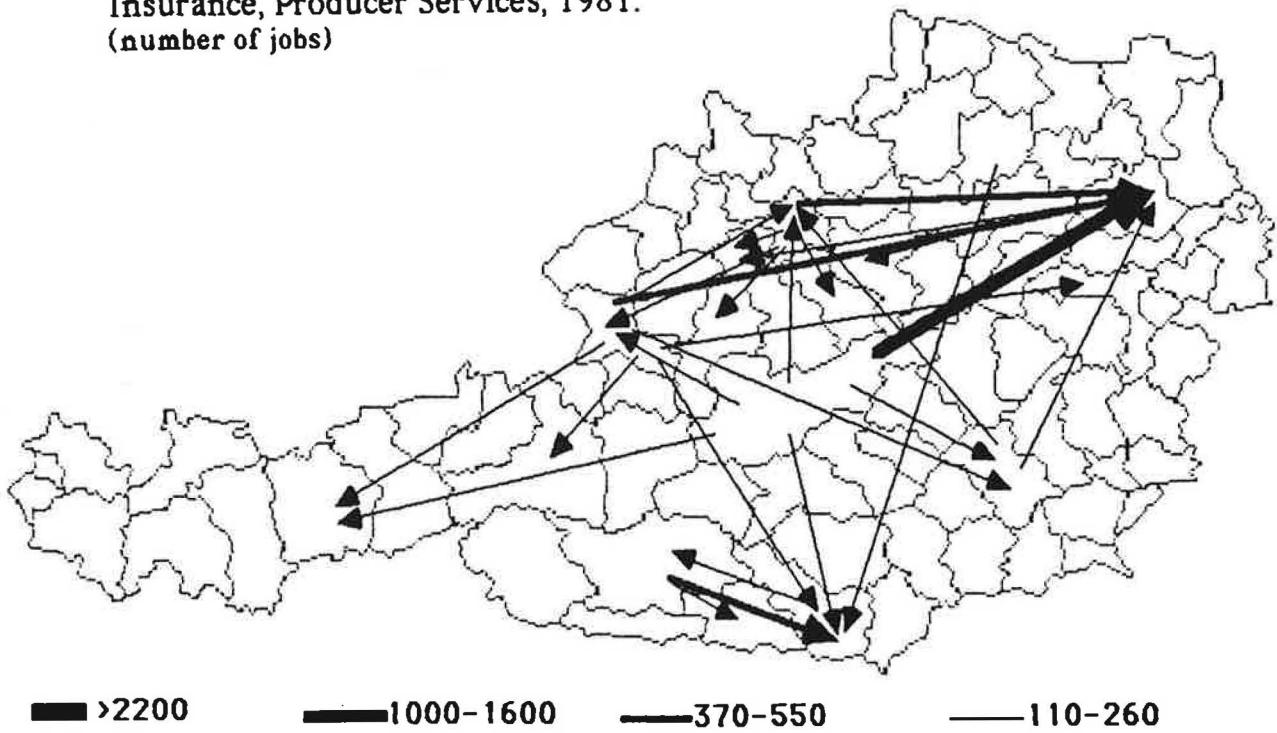 Insurance, Producer Services, 1981.
(number of jobs)
>2200 1000-1600 370-550 110-260